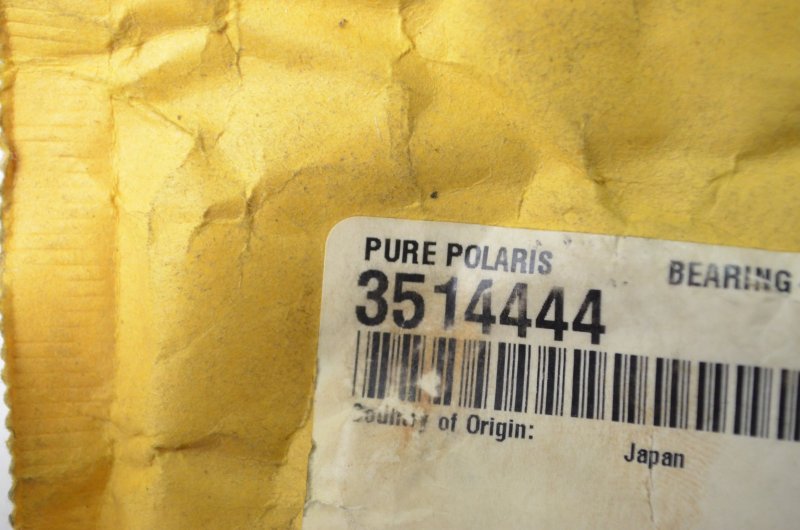 PURE POLARIS
BEARING
3514444
Country of Origin:
Japan